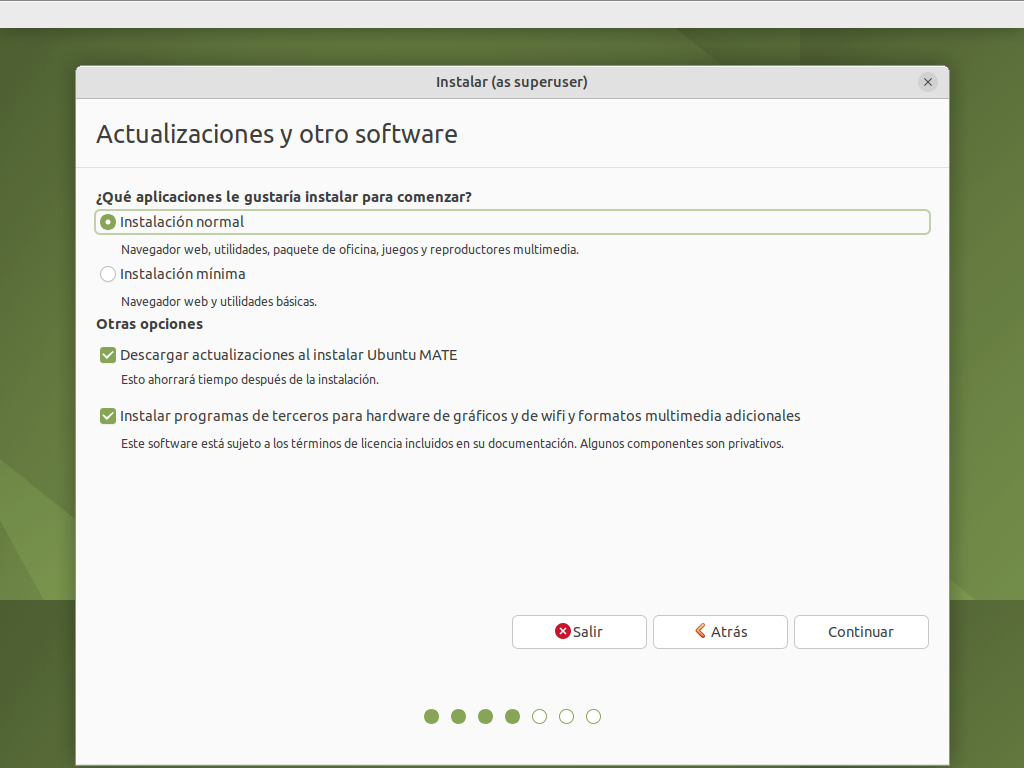 Instalar (as superuser)
Actualizaciones y otro software
¿Qué aplicaciones le gustaría instalar para comenzar?
Instalación normal
Navegador web, utilidades, paquete de oficina, juegos y reproductores multimedia.
Instalación mínima
Navegador web y utilidades básicas.
Otras opciones
Descargar actualizaciones al instalar Ubuntu MATE
Esto ahorrará tiempo después de la instalación.
Instalar programas de terceros para hardware de gráficos y de wifi y formatos multimedia adicionales
Este software está sujeto a los términos de licencia incluidos en su documentación. Algunos componentes son privativos.
Salir Atrás Continuar